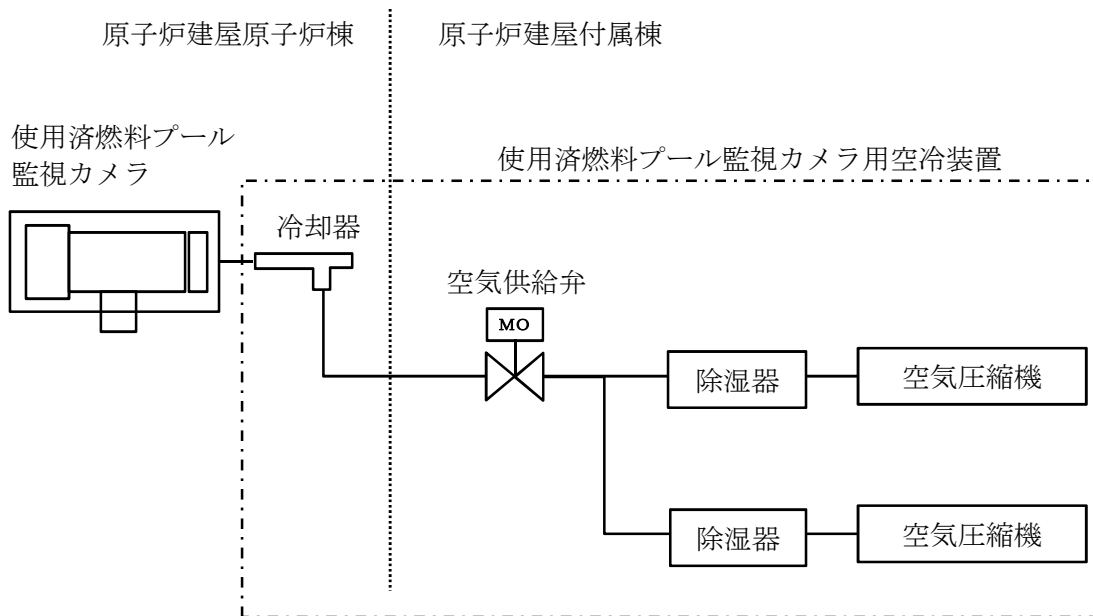 原子炉建屋原子炉棟
原子炉建屋付属棟
使用済燃料プール
監視カメラ
使用済燃料プール監視カメラ用空冷装置
冷却器
空気供給弁
MO
除湿器
空気圧縮機
除湿器
空気圧縮機